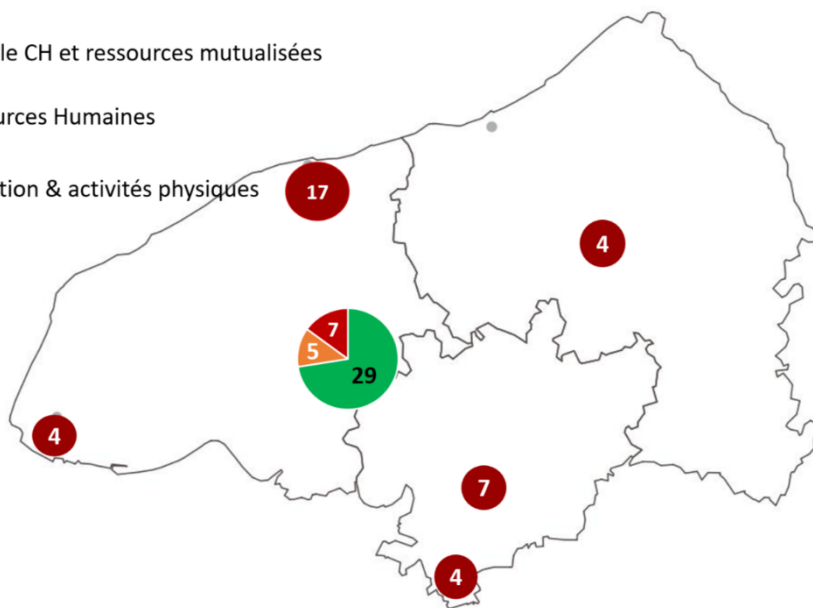 le CH et ressources mutualisées
urces Humaines
tion & activités physiques
17
4
7
5
29
4
7
4